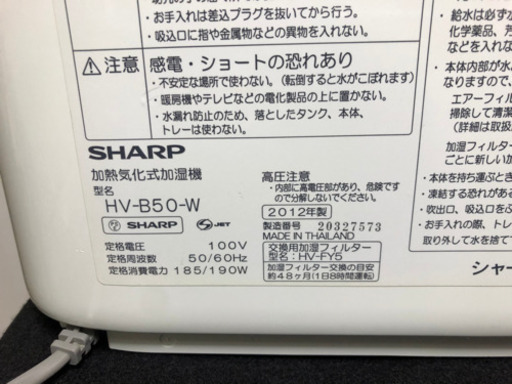 ・お手入れは差込プラグを抜いてから行う。
・吸込口に指や金属物などの異物を入れない。
⚠注意 感電・ショートの恐れあり
・不安定な場所で使わない。(転倒すると水がこぼれます)
・暖房機やテレビなどの電化製品の上に置かない。
・水漏れ防止のため、落としたタンク、本体、
トレーは使わない。
・給水は必ず
化学薬品、汚
などを入れな
・本体内部が水
なりますので、
エアーフィル
掃除して清潔
(詳細は取扱
・加湿フィルター
ごとに新しい加
・本体を持ち運ぶとき
・凍結する恐れがある
・吹出口、吸込口をふ
・お手入れ時、トレー
取り外して水を捨て
シャー
SHARP
加熱気化式加湿機
型名
HV-B50-W
SHARP JET
定格電圧 100V
定格周波数 50/60Hz
定格消費電力 185/190W
高圧注意
・内部に高電圧部があり、危険です
ので分解しないでください。
2012年製
製造番号 20327573
MADE IN THAILAND
交換用加湿フィルター
型名:HV-FY5
加湿フィルター交換の目安
約48ヶ月(1日8時間運転)